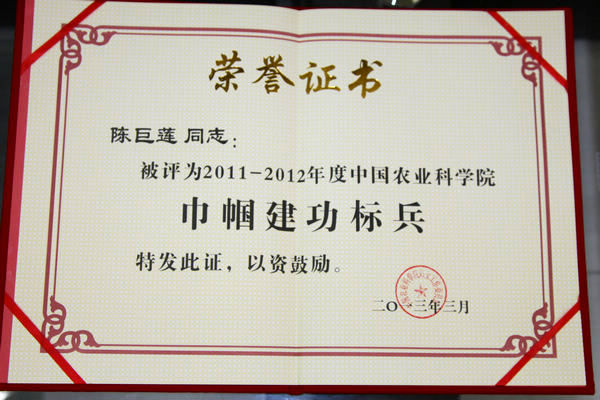 荣誉证书
陈巨莲 同志：
被评为2011-2012年度中国农业科学院
巾帼建功标兵
特发此证，以资鼓励。
二〇一三年三月